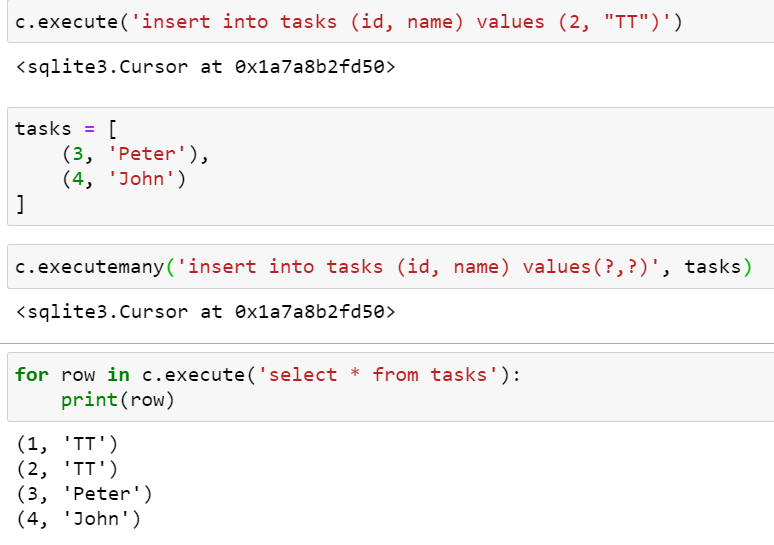 c.execute('insert into tasks (id, name) values (2, "TT")')
<sqlite3.Cursor at 0x1a7a8b2fd50>
tasks = [
    (3, 'Peter'),
    (4, 'John')
]
c.executemany('insert into tasks (id, name) values(?,?)', tasks)
<sqlite3.Cursor at 0x1a7a8b2fd50>
for row in c.execute('select * from tasks'):
    print(row)
(1, 'TT')
(2, 'TT')
(3, 'Peter')
(4, 'John')